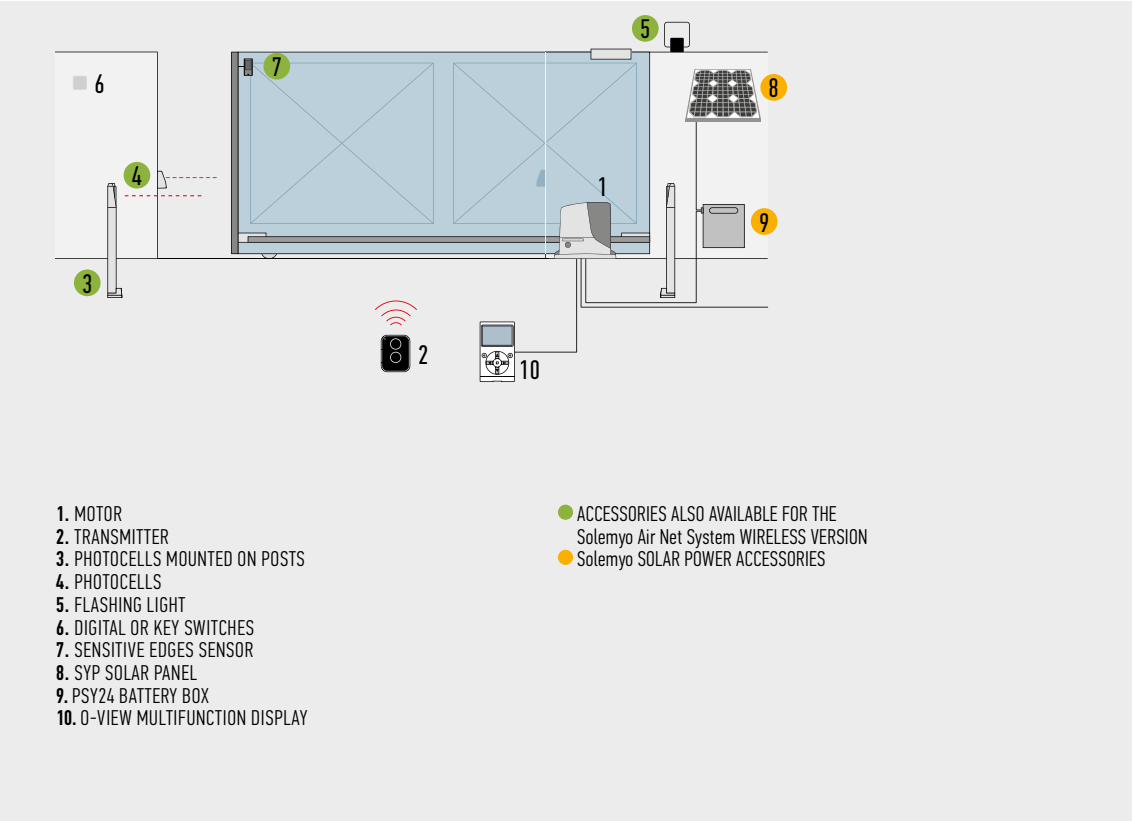 5
7
6
8
4
1
9
3
2
10
1. MOTOR
2. TRANSMITTER
3. PHOTOCELLS MOUNTED ON POSTS
4. PHOTOCELLS
5. FLASHING LIGHT
6. DIGITAL OR KEY SWITCHES
7. SENSITIVE EDGES SENSOR
8. SYP SOLAR PANEL
9. PSY24 BATTERY BOX
10. O-VIEW MULTIFUNCTION DISPLAY
ACCESSORIES ALSO AVAILABLE FOR THE
Solemyo Air Net System WIRELESS VERSION
Solemyo SOLAR POWER ACCESSORIES